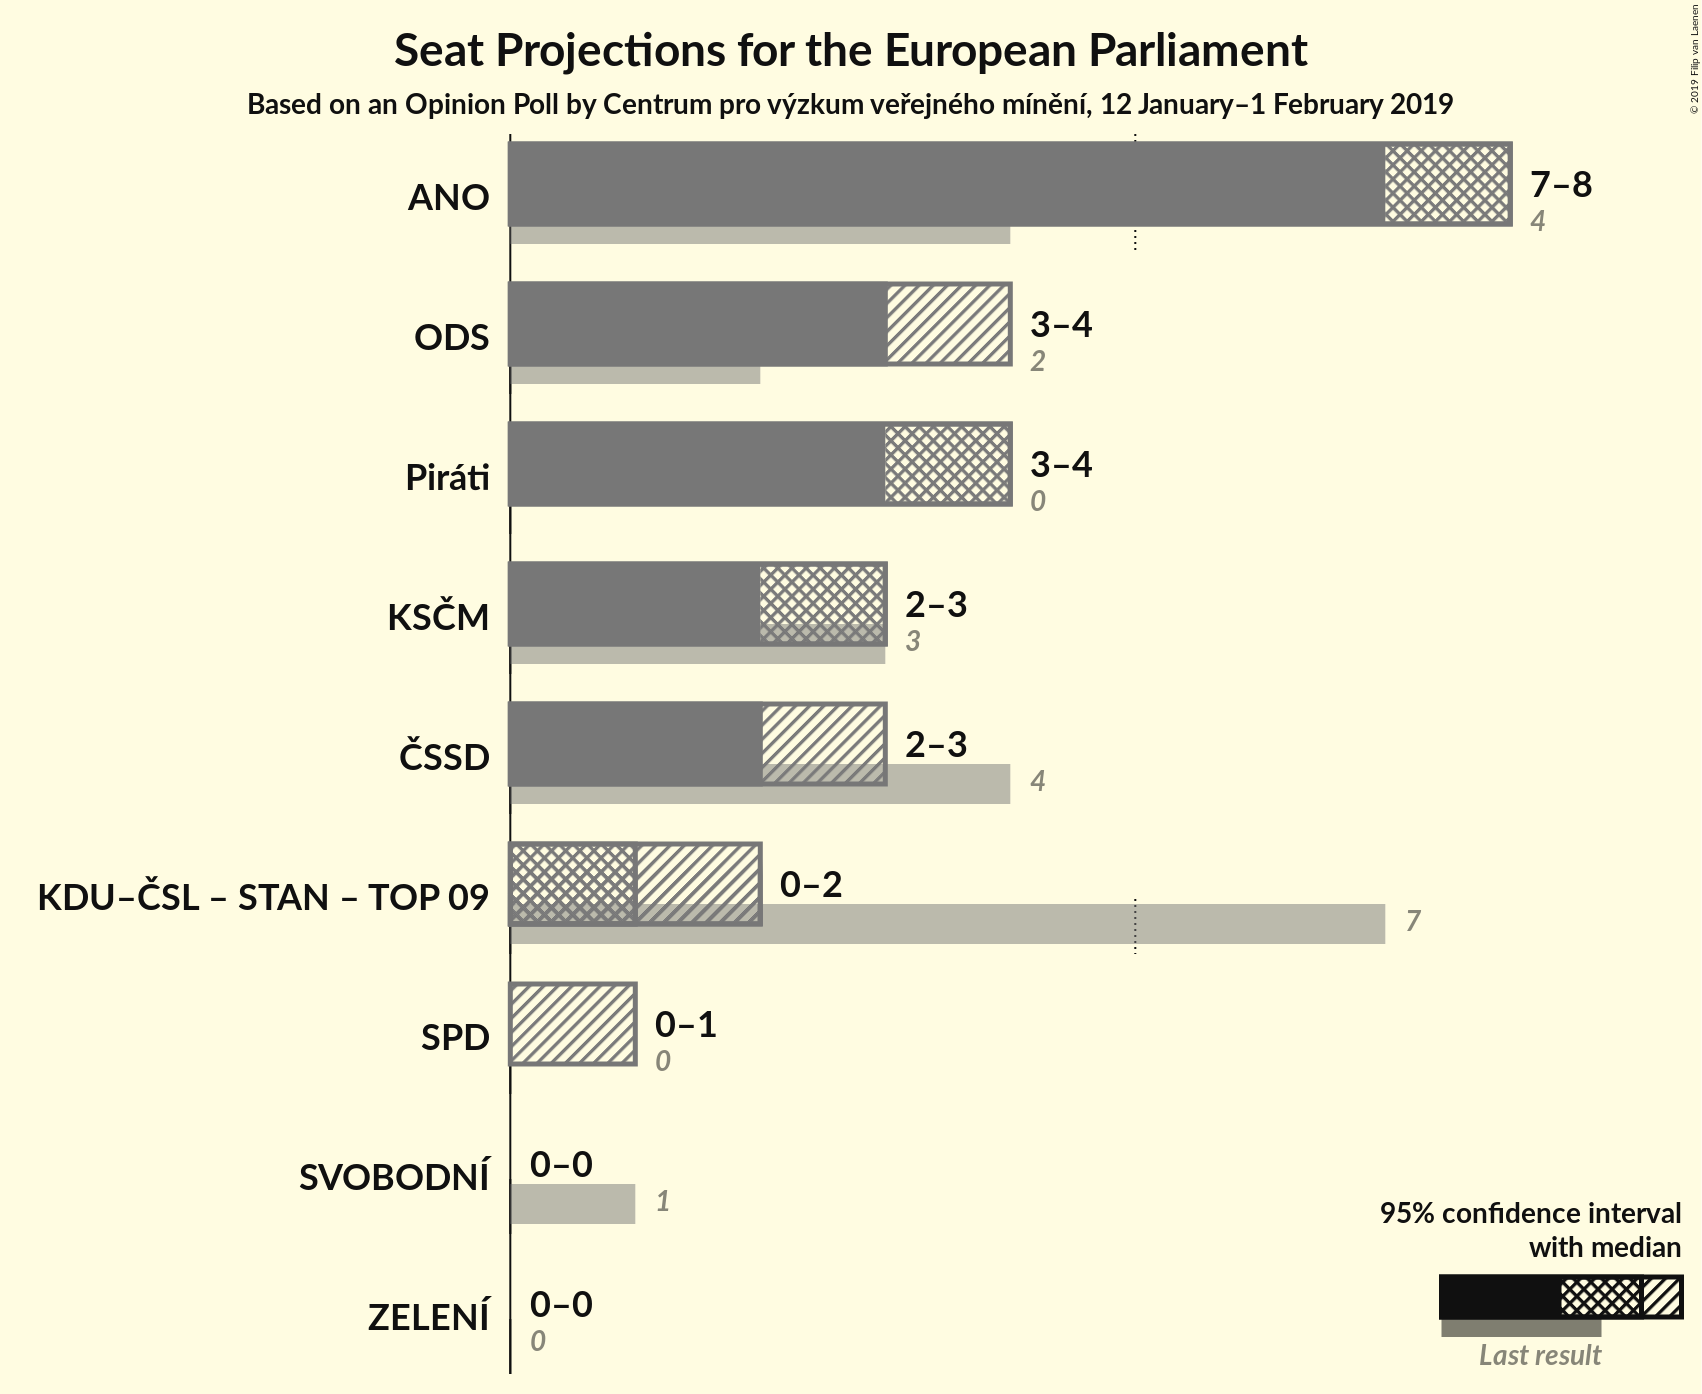 Seat Projections for the European Parliament
Based on an Opinion Poll by Centrum pro výzkum veřejného mínění, 12 January–1 February 2019
© 2019 Filip van Laenen
ANO
7–8
4
ODS
3–4
2
Piráti
3–4
0
KSČM
2–3
3
ČSSD
2–3
4
KDU–ČSL – STAN – TOP 09
0–2
7
SPD
0–1
0
SVOBODNÍ
0–0
1
ZELENÍ
0–0
0
95% confidence interval
with median
Last result